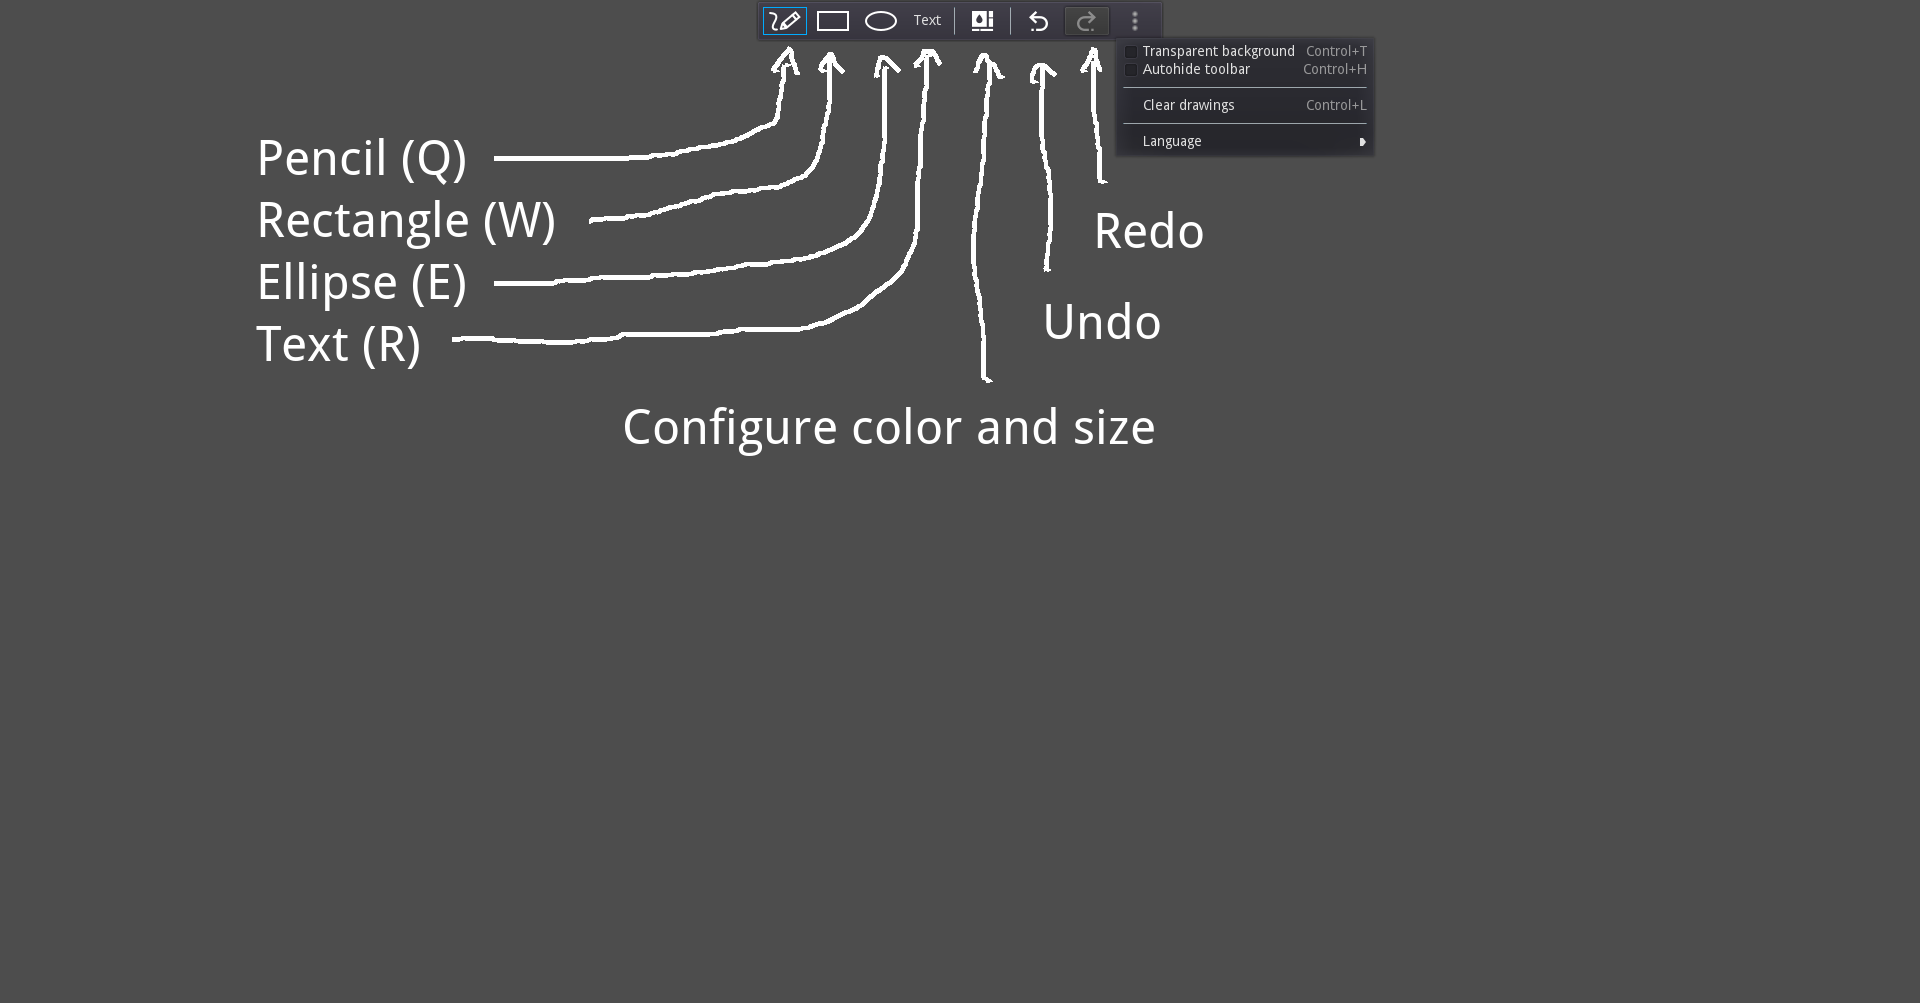 Text
Transparent background Control+T
Autohide toolbar Control+H
Clear drawings Control+L
Language
Pencil (Q)
Rectangle (W)
Ellipse (E)
Text (R)
Redo
Undo
Configure color and size